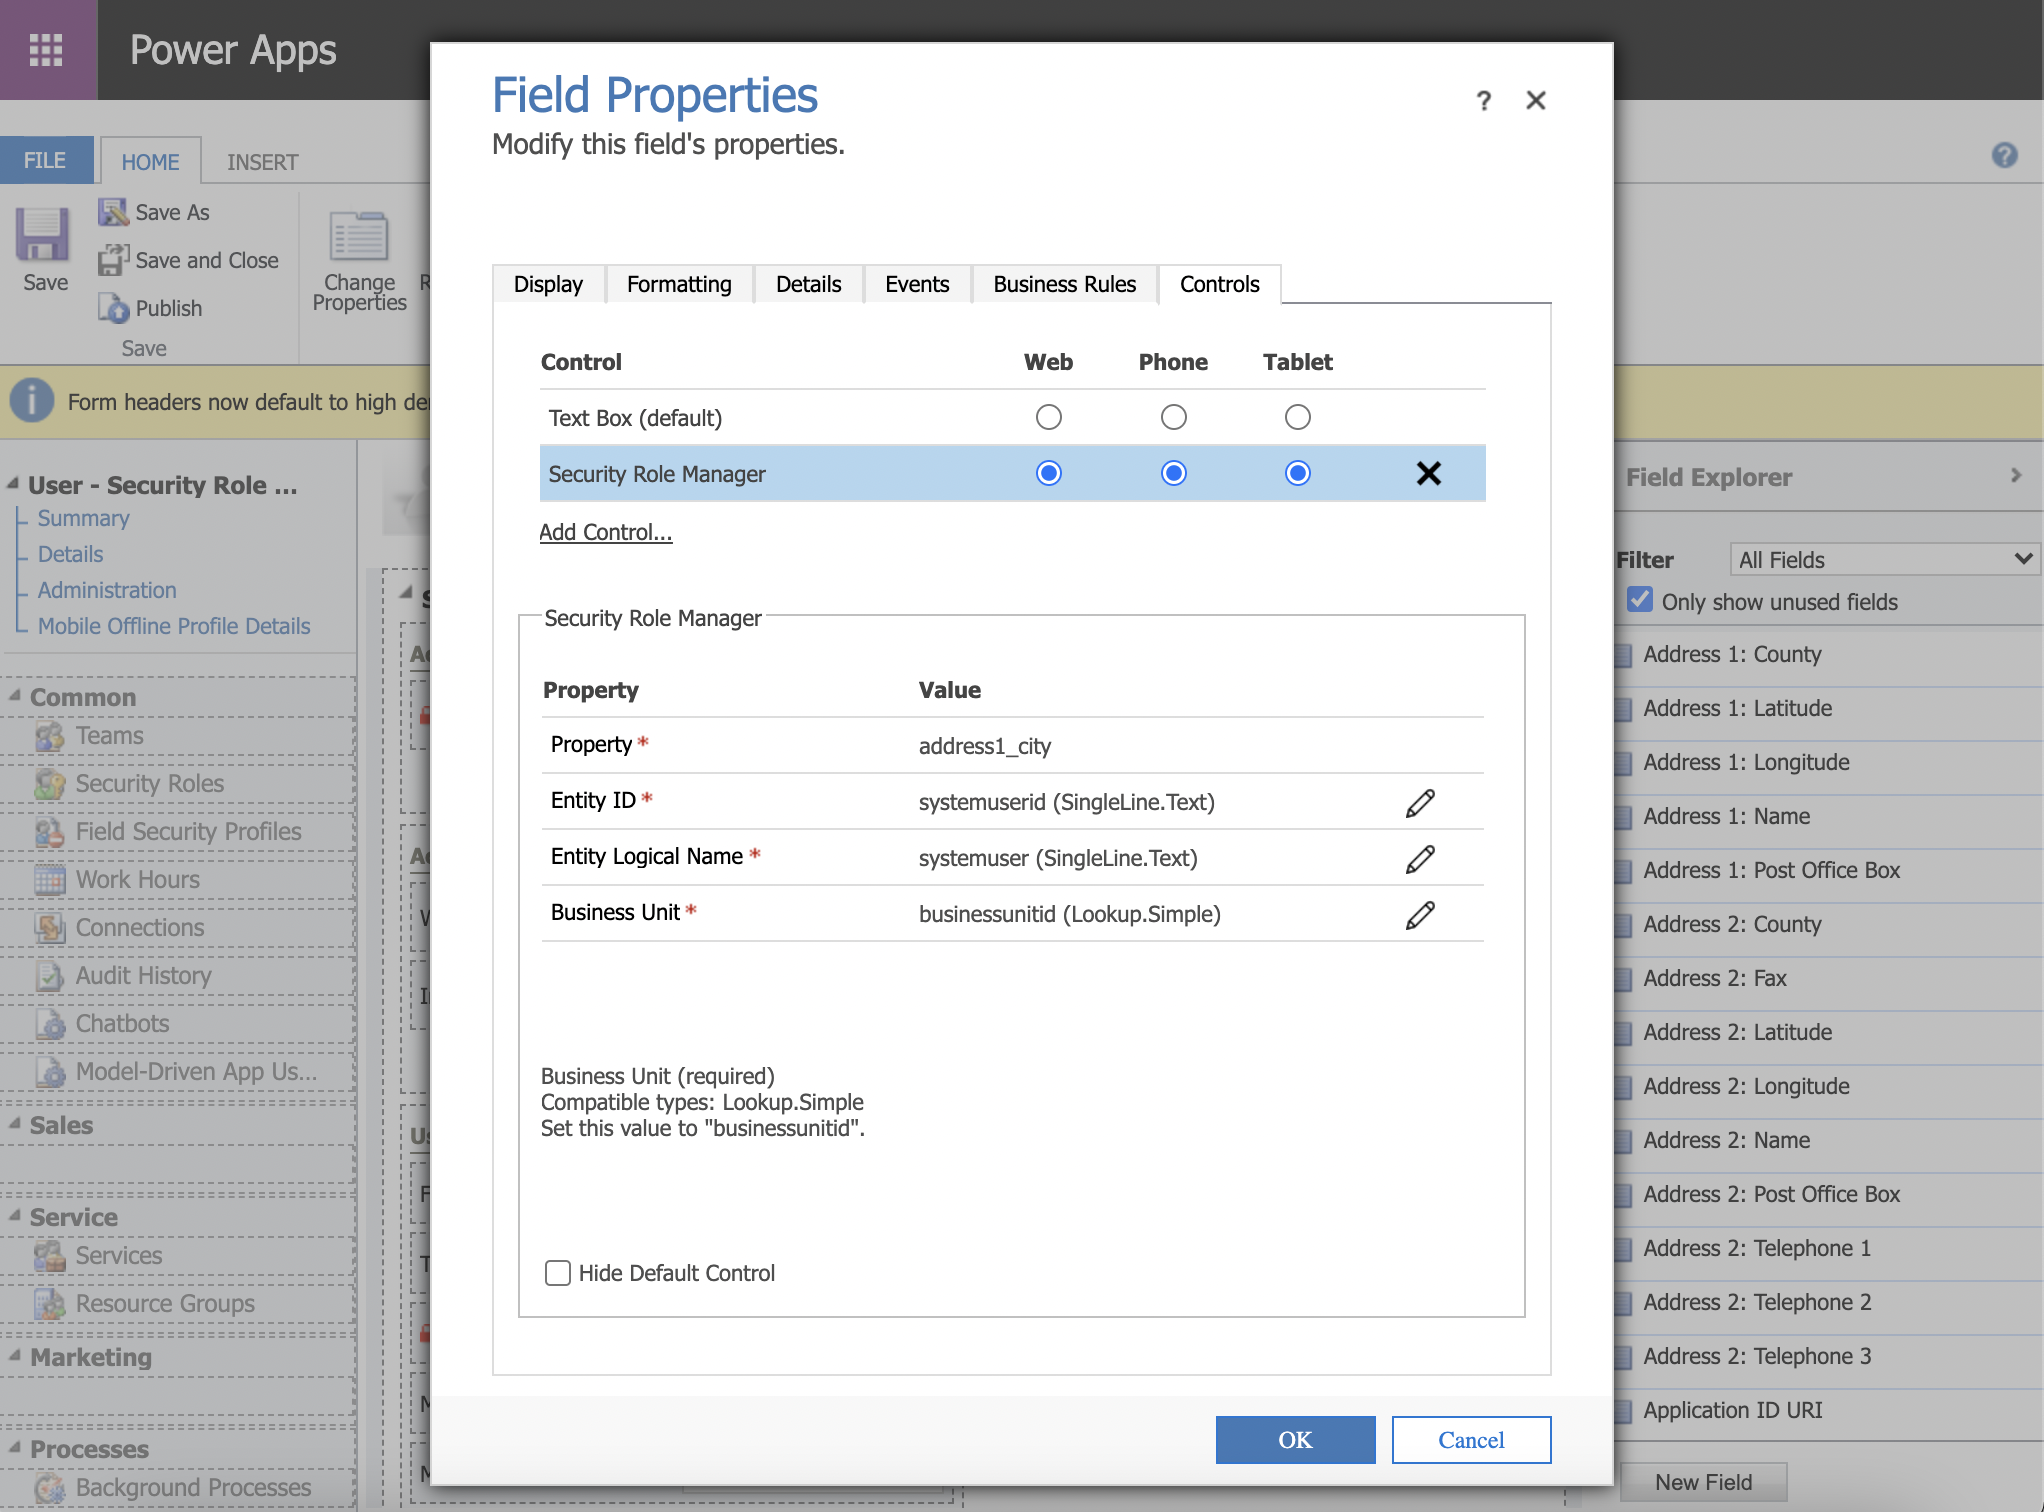 Power Apps
FILE
HOME
INSERT
Save
Save As
Save and Close
Publish
Save
Change
Properties
Form headers now default to high
User - Security Role ...
Summary
Details
Administration
Mobile Offline Profile Details
Common
Teams
Security Roles
Field Security Profiles
Work Hours
Connections
Audit History
Chatbots
Model-Driven App Us...
Sales
Service
Services
Resource Groups
Marketing
Processes
Background Processes
Field Properties
Modify this field's properties.
?
Display
Formatting
Details
Events
Business Rules
Controls
Control Web Phone Tablet
Text Box (default)
Security Role Manager
Add Control...
Security Role Manager
Property Value
Property * address1_city
Entity ID * systemuserid (SingleLine.Text)
Entity Logical Name * systemuser (SingleLine.Text)
Business Unit * businessunitid (Lookup.Simple)
Business Unit (required)
Compatible types: Lookup.Simple
Set this value to "businessunitid".
Hide Default Control
OK
Cancel
?
Field Explorer
Filter All Fields
Only show unused fields
Address 1: County
Address 1: Latitude
Address 1: Longitude
Address 1: Name
Address 1: Post Office Box
Address 2: County
Address 2: Fax
Address 2: Latitude
Address 2: Longitude
Address 2: Name
Address 2: Post Office Box
Address 2: Telephone 1
Address 2: Telephone 2
Address 2: Telephone 3
Application ID URI
New Field